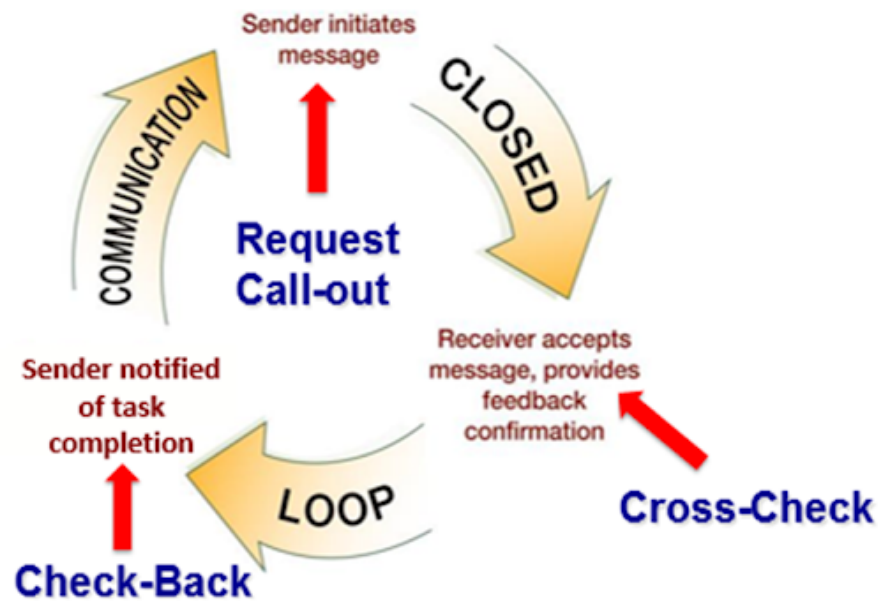 Sender initiates
message
CLOSED
COMMUNICATION
Request
Call-out
Receiver accepts
message, provides
feedback
confirmation
Sender notified
of task
completion
LOOP
Cross-Check
Check-Back